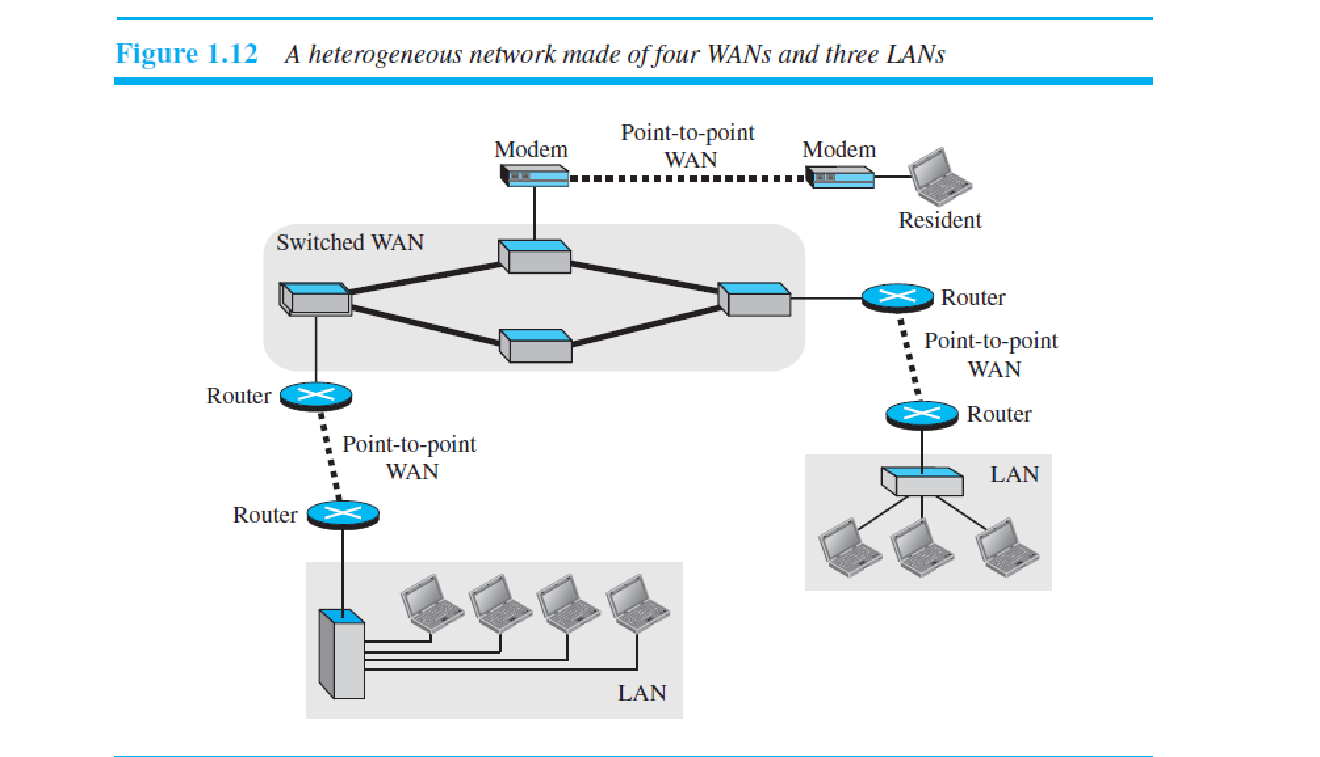 Figure 1.12 A heterogeneous network made of four WANs and three LANs
Point-to-point
WAN
Modem
Modem
Resident
Switched WAN
Router
Point-to-point
WAN
Router
Router
Point-to-point
WAN
Router
LAN
LAN